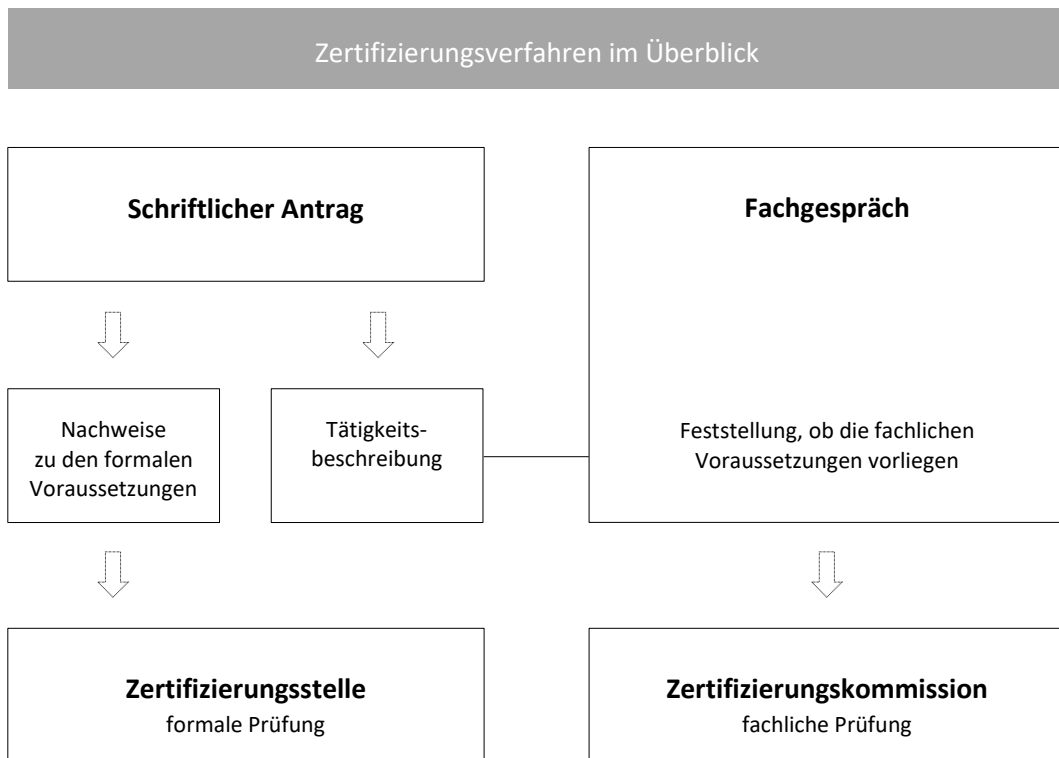 Zertifizierungsverfahren im Überblick
Schriftlicher Antrag
Fachgespräch
Nachweise
zu den formalen
Voraussetzungen
Tätigkeits-
beschreibung
Feststellung, ob die fachlichen
Voraussetzungen vorliegen
Zertifizierungsstelle
formale Prüfung
Zertifizierungskommission
fachliche Prüfung